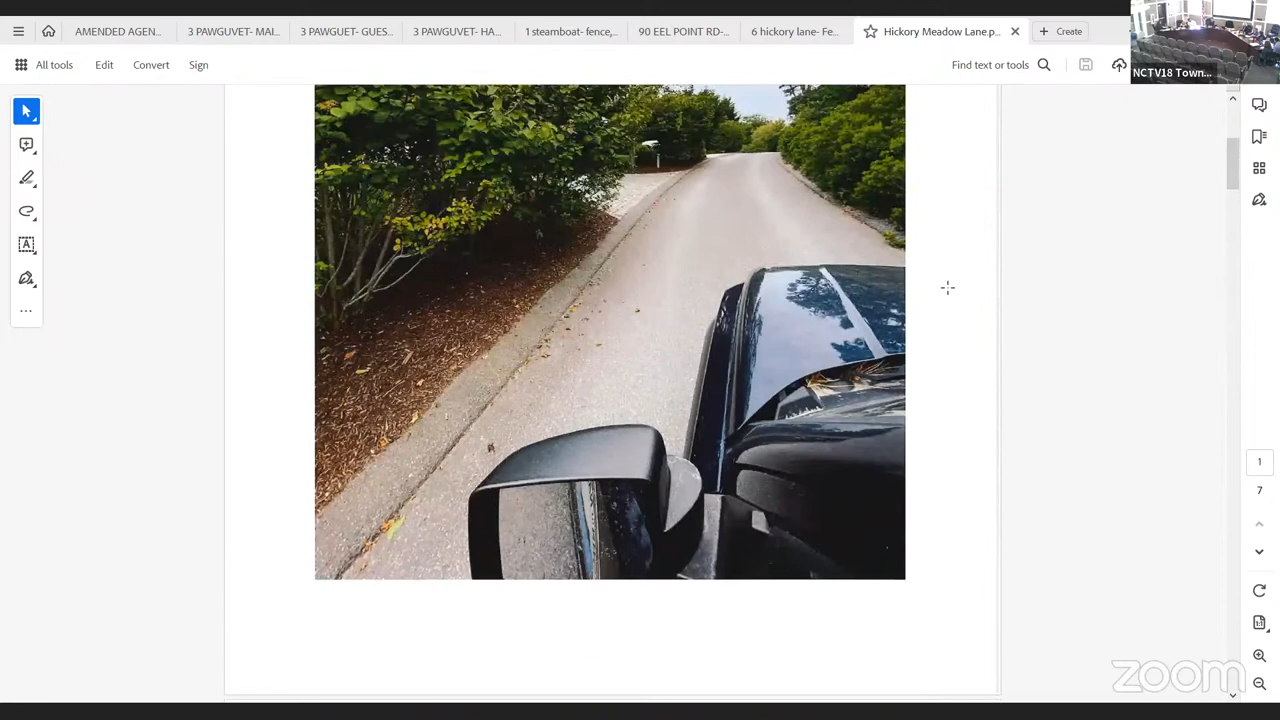 AMENDED AGEN...
3 PAWGUVET- MAI...
3 PAWGUET- GUES...
3 PAWGUVET- HA...
1 steamboat- fence,...
90 EEL POINT RD-...
6 hickory lane- Fe...
Hickory Meadow Lane.p...
Create
All tools
Edit
Convert
Sign
Find text or tools
NCTV18 Town...
1
7
zoom